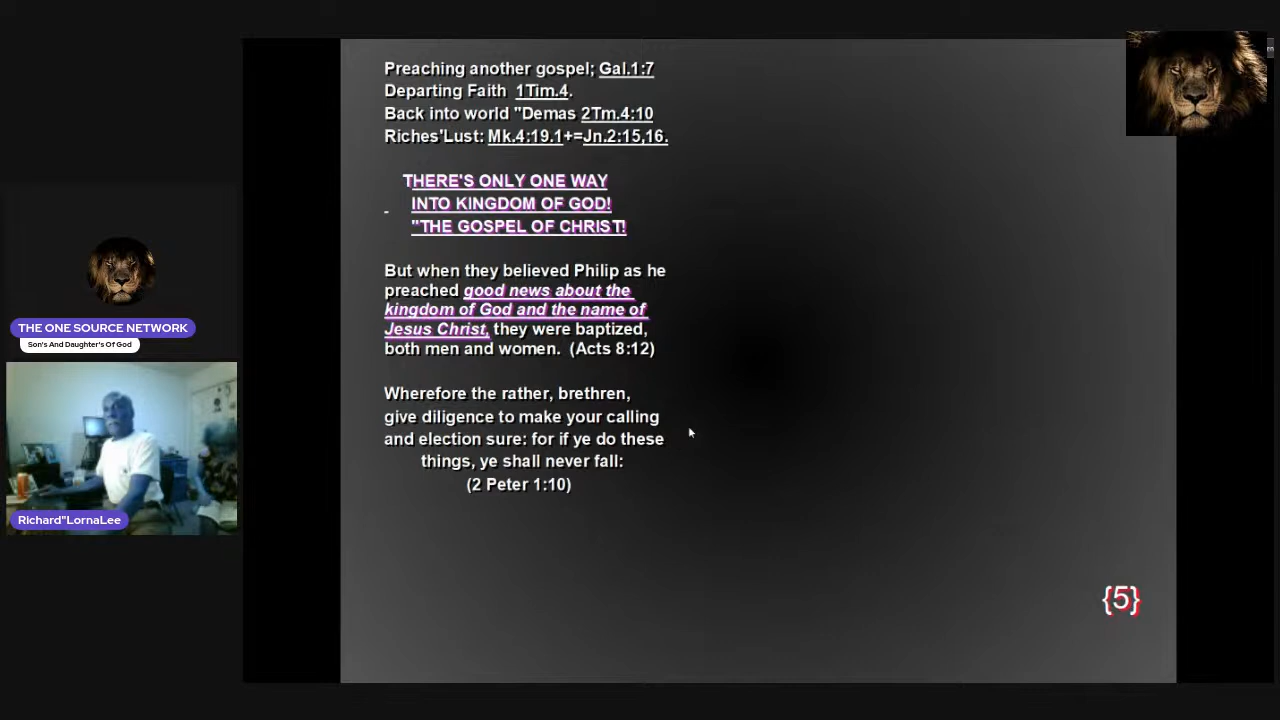 Preaching another gospel; Gal.1:7
Departing Faith 1Tim.4.
Back into world "Demas 2Tm.4:10
Riches'Lust: Mk.4:19.1+=Jn.2:15,16.
THERE'S ONLY ONE WAY
- INTO KINGDOM OF GOD!
"THE GOSPEL OF CHRIST!
But when they believed Philip as he
preached good news about the
kingdom of God and the name of
Jesus Christ, they were baptized,
both men and women. (Acts 8:12)
Wherefore the rather, brethren,
give diligence to make your calling
and election sure: for if ye do these
things, ye shall never fall:
(2 Peter 1:10)
{5}
THE ONE SOURCE NETWORK
Son's And Daughter's Of God
Richard"LornaLee